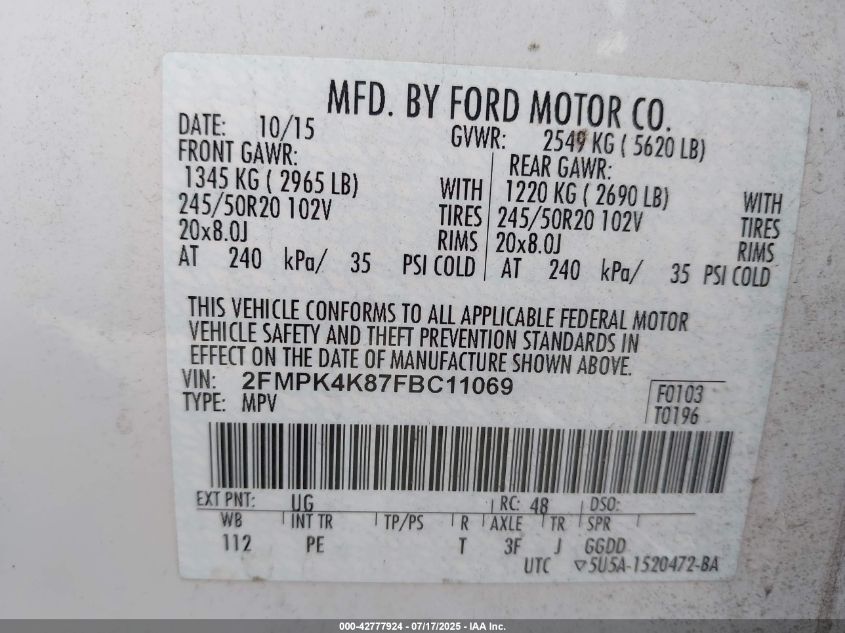 MFD. BY FORD MOTOR CO.
DATE: 10/15 GVWR: 2549 KG ( 5620 LB)
FRONT GAWR: REAR GAWR:
1345 KG ( 2965 LB) WITH 1220 KG ( 2690 LB) WITH
245/50R20 102V TIRES 245/50R20 102V TIRES
20x8.0J RIMS 20x8.0J RIMS
AT 240 kPa/ 35 PSI COLD AT 240 kPa/ 35 PSI COLD
THIS VEHICLE CONFORMS TO ALL APPLICABLE FEDERAL MOTOR
VEHICLE SAFETY AND THEFT PREVENTION STANDARDS IN
EFFECT ON THE DATE OF MANUFACTURE SHOWN ABOVE.
VIN: 2FMPK4K87FBC11069 F0103
TYPE: MPV T0196
EXT PNT: UG RC: 48 DSO:
WB INT TR TP/PS R AXLE TR SPR
112 PE T 3F J GGDD
UTC ▽5U5A-1520472-BA
000-42777924 - 07/17/2025 - IAA Inc.